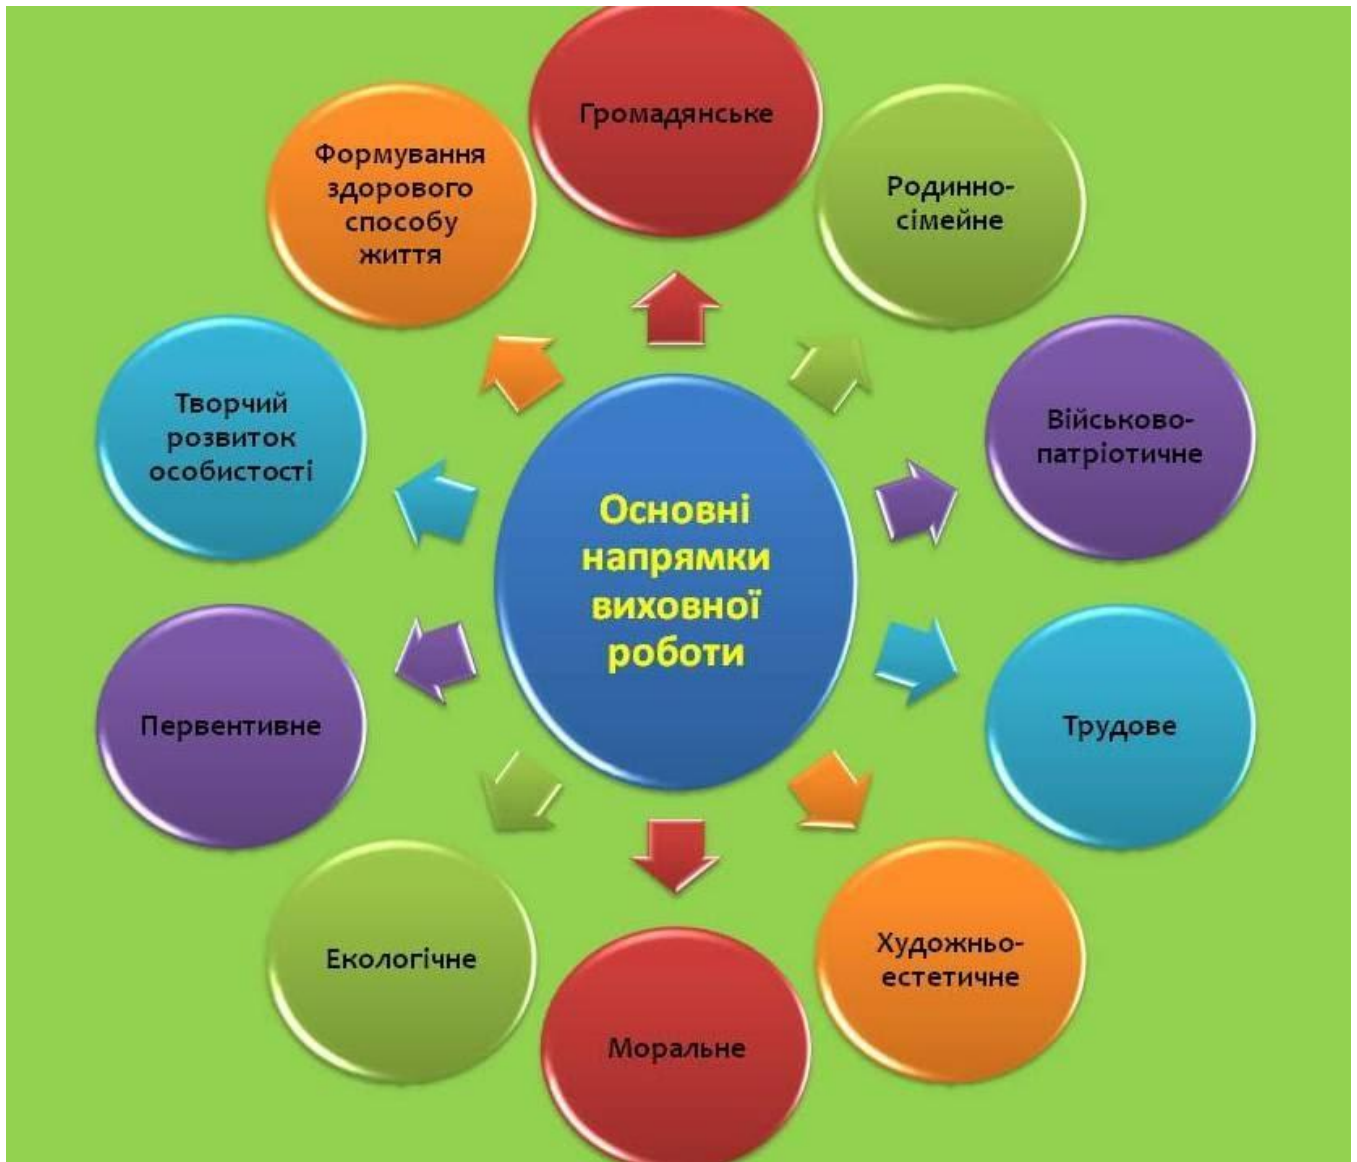 Громадянське
Родинно-
сімейне
Військово-
патріотичне
Трудове
Художньо-
естетичне
Моральне
Екологічне
Первентивне
Творчий
розвиток
особистості
Формування
здорового
способу
життя
Основні
напрямки
виховної
роботи